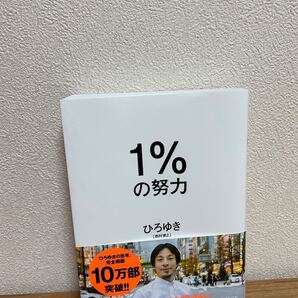 1%
の努力
ひろゆき
[西村博之]
ひろゆきの思考、
完全網羅
10万部
突破!!